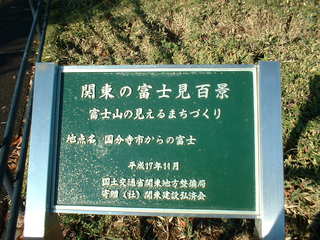 関東の富士見百景
富士山の見えるまちづくり
地点名 国分寺市からの富士
平成17年11月
国土交通省関東地方整備局
寄贈(社)関東建設弘済会